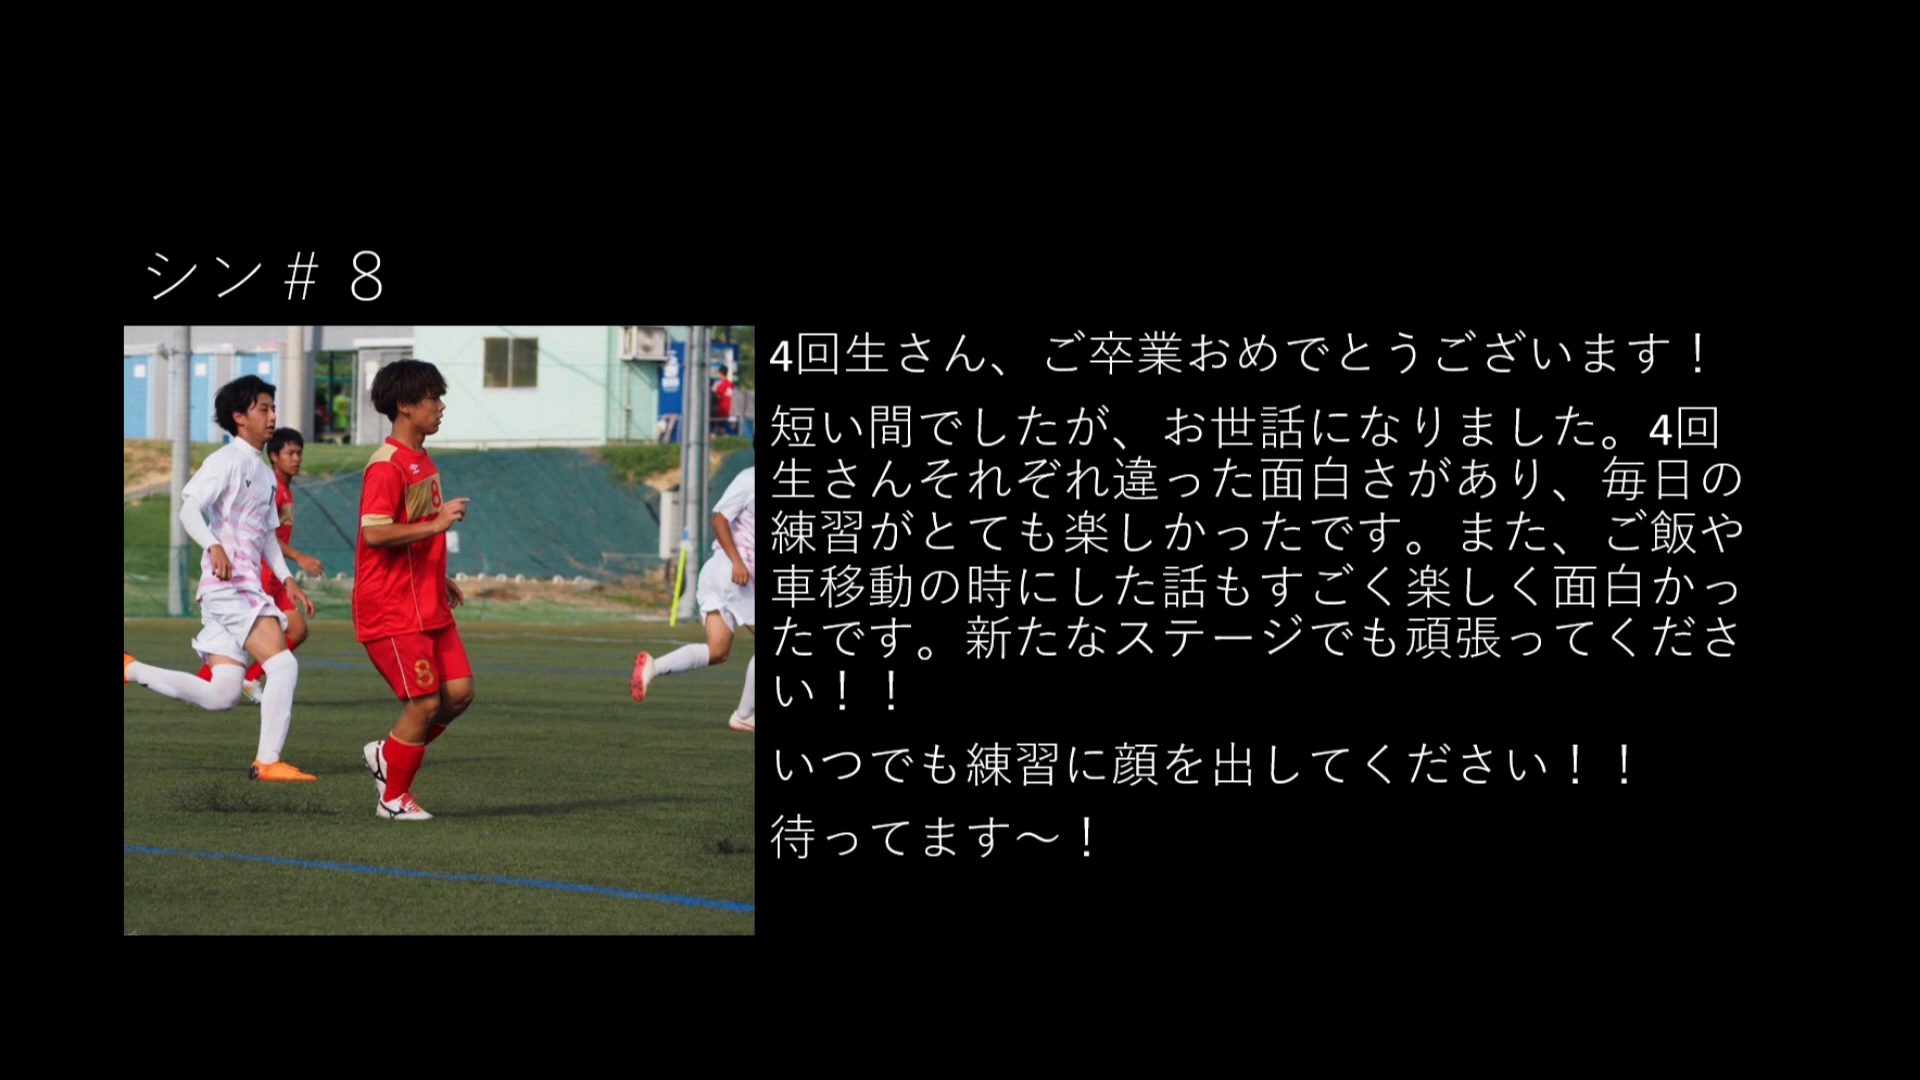 シン＃８
4回生さん、ご卒業おめでとうございます！
短い間でしたが、お世話になりました。4回
生さんそれぞれ違った面白さがあり、毎日の
練習がとても楽しかったです。また、ご飯や
車移動の時にした話もすごく楽しく面白かっ
たです。新たなステージでも頑張ってくださ
い！！
いつでも練習に顔を出してください！！
待ってます～！
8
8